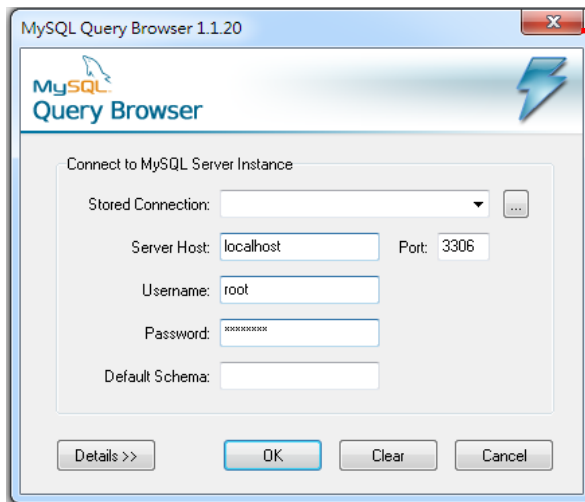 MySQL Query Browser 1.1.20
MySQL
Query Browser
Connect to MySQL Server Instance
Stored Connection:
...
Server Host: localhost Port: 3306
Username: root
Password: ********
Default Schema:
Details >> OK Clear Cancel